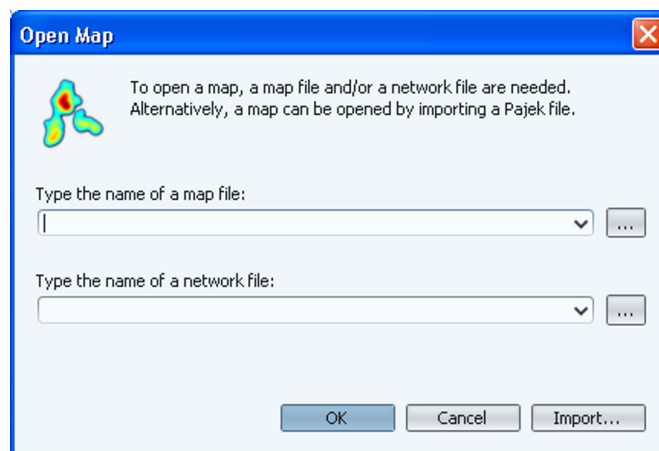 Open Map
To open a map, a map file and/or a network file are needed.
Alternatively, a map can be opened by importing a Pajek file.
Type the name of a map file:
...
Type the name of a network file:
...
OK Cancel Import...